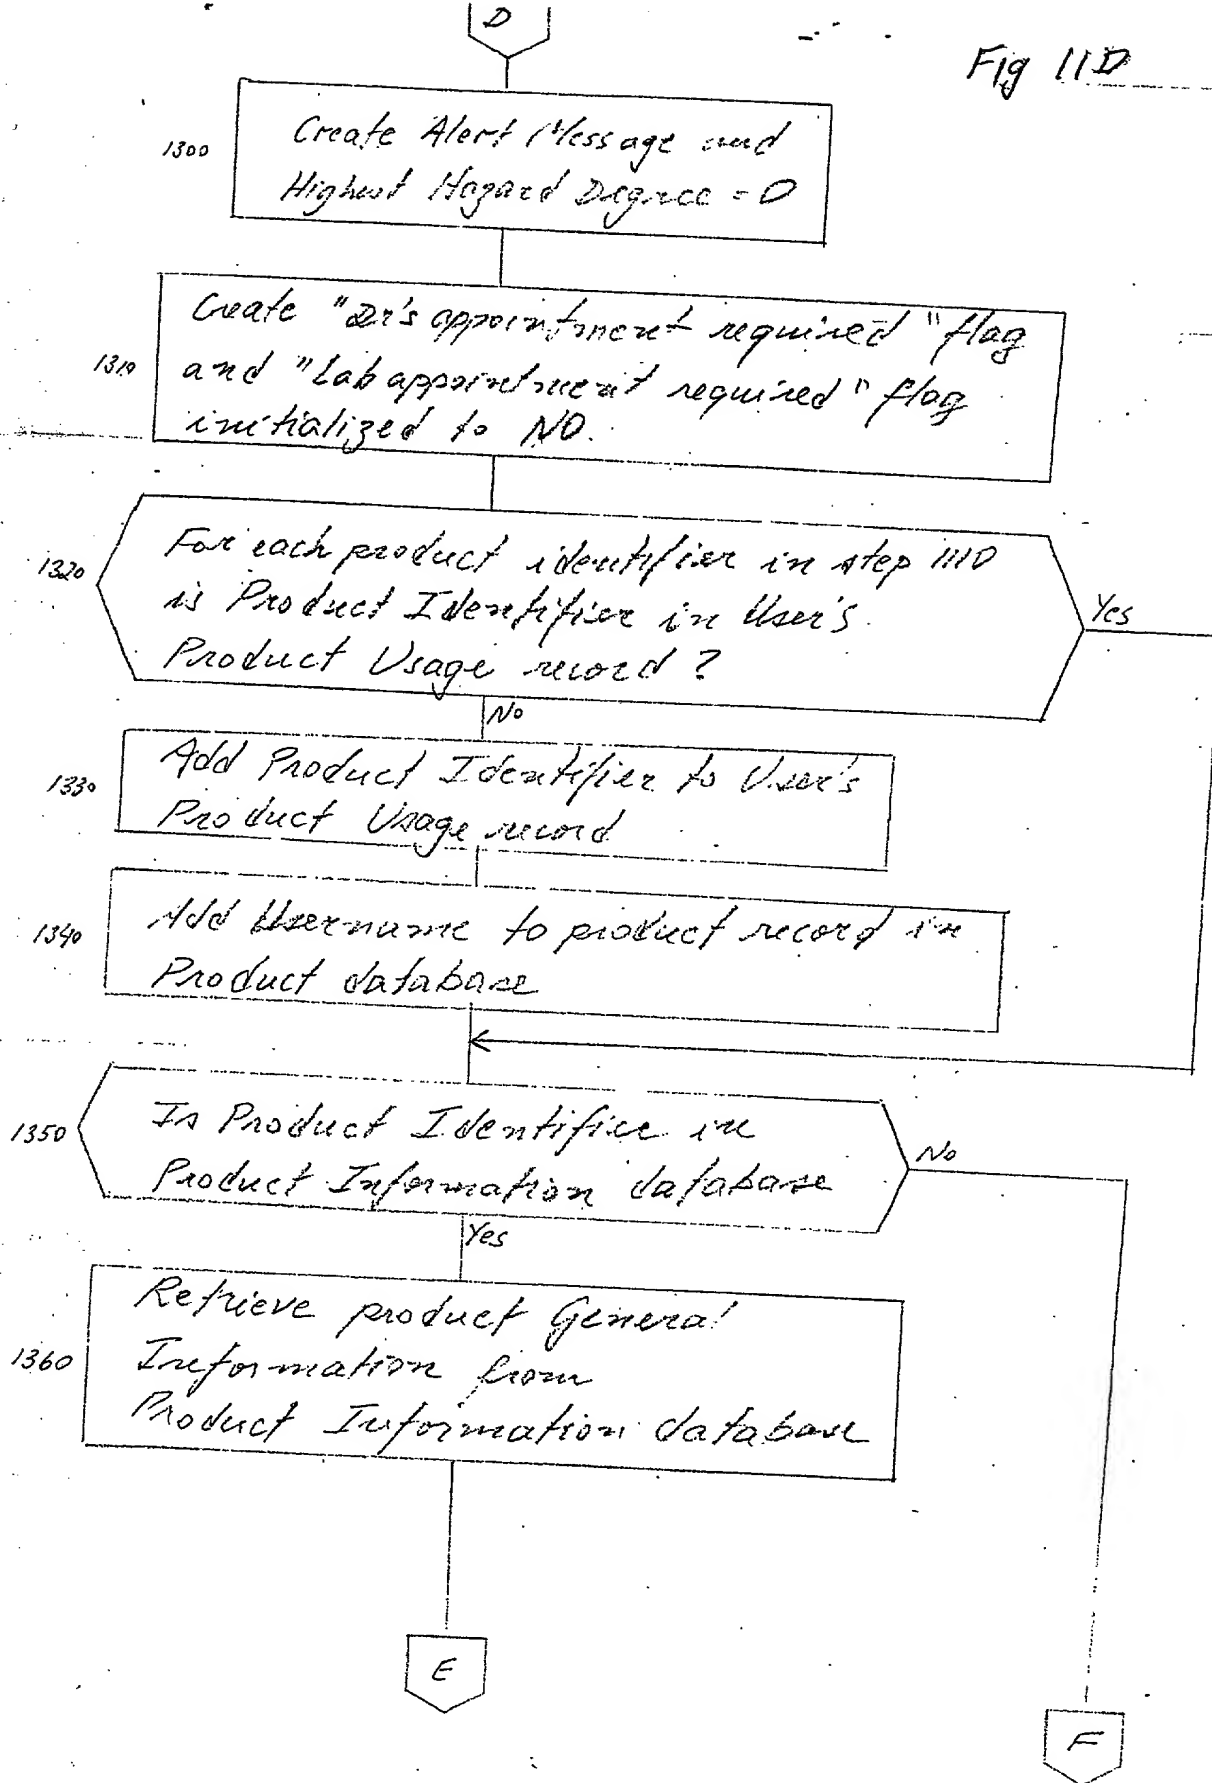 D
Fig 11D
1300
Create Alert Message and
Highest Hazard Degree = 0
1310
Create "Dr's appointment required" flag
and "Lab appointment required" flag
initialized to NO.
1320
For each product identifier in step 1110
is Product Identifier in User's
Product Usage record?
Yes
No
1330
Add Product Identifier to User's
Product Usage record
1340
Add Username to product record in
Product database
1350
Is Product Identifier in
Product Information database
No
Yes
1360
Retrieve product General
Information from
Product Information database
E
F